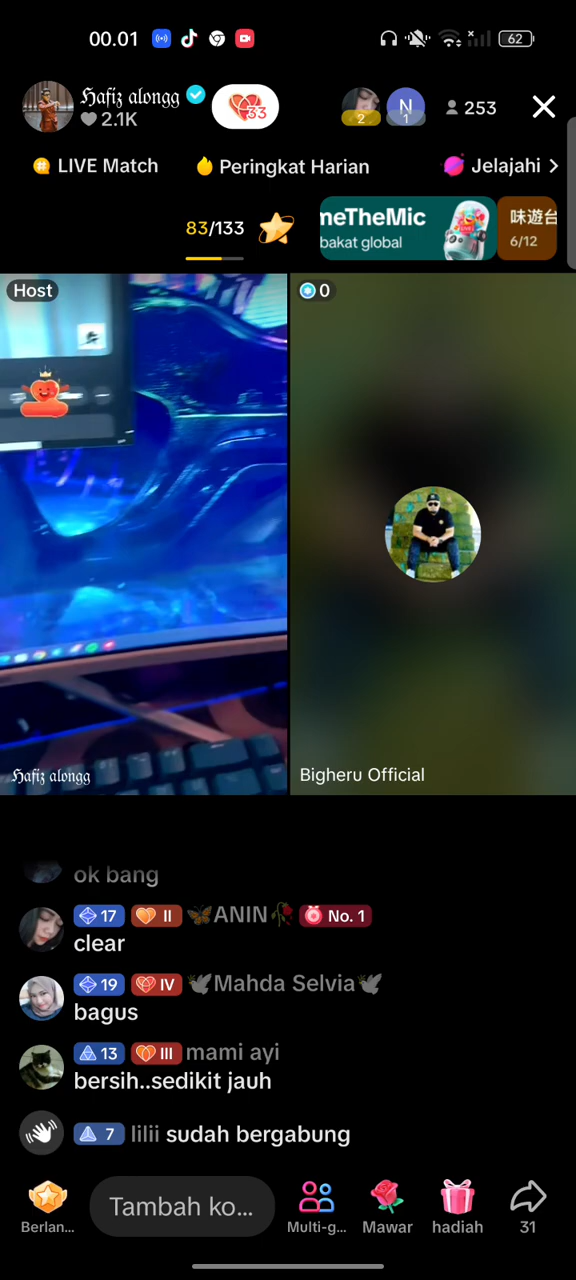 00.01
62
ℌ𝔞𝔣𝔦𝔷 𝔞𝔩𝔬𝔫𝔤𝔤
33
2.1K
2
N
1
253
LIVE Match
Peringkat Harian
Jelajahi
83/133
meTheMic
bakat global
味遊台
6/12
Host
0
ℌ𝔞𝔣𝔦𝔷 𝔞𝔩𝔬𝔫𝔤𝔤
Bigheru Official
ok bang
17 II 🦋ANIN🥀 No. 1
clear
19 IV 🕊Mahda Selvia🕊
bagus
13 III mami ayi
bersih..sedikit jauh
7 lilii sudah bergabung
Tambah ko...
Berlan...
Multi-g...
Mawar
hadiah
31